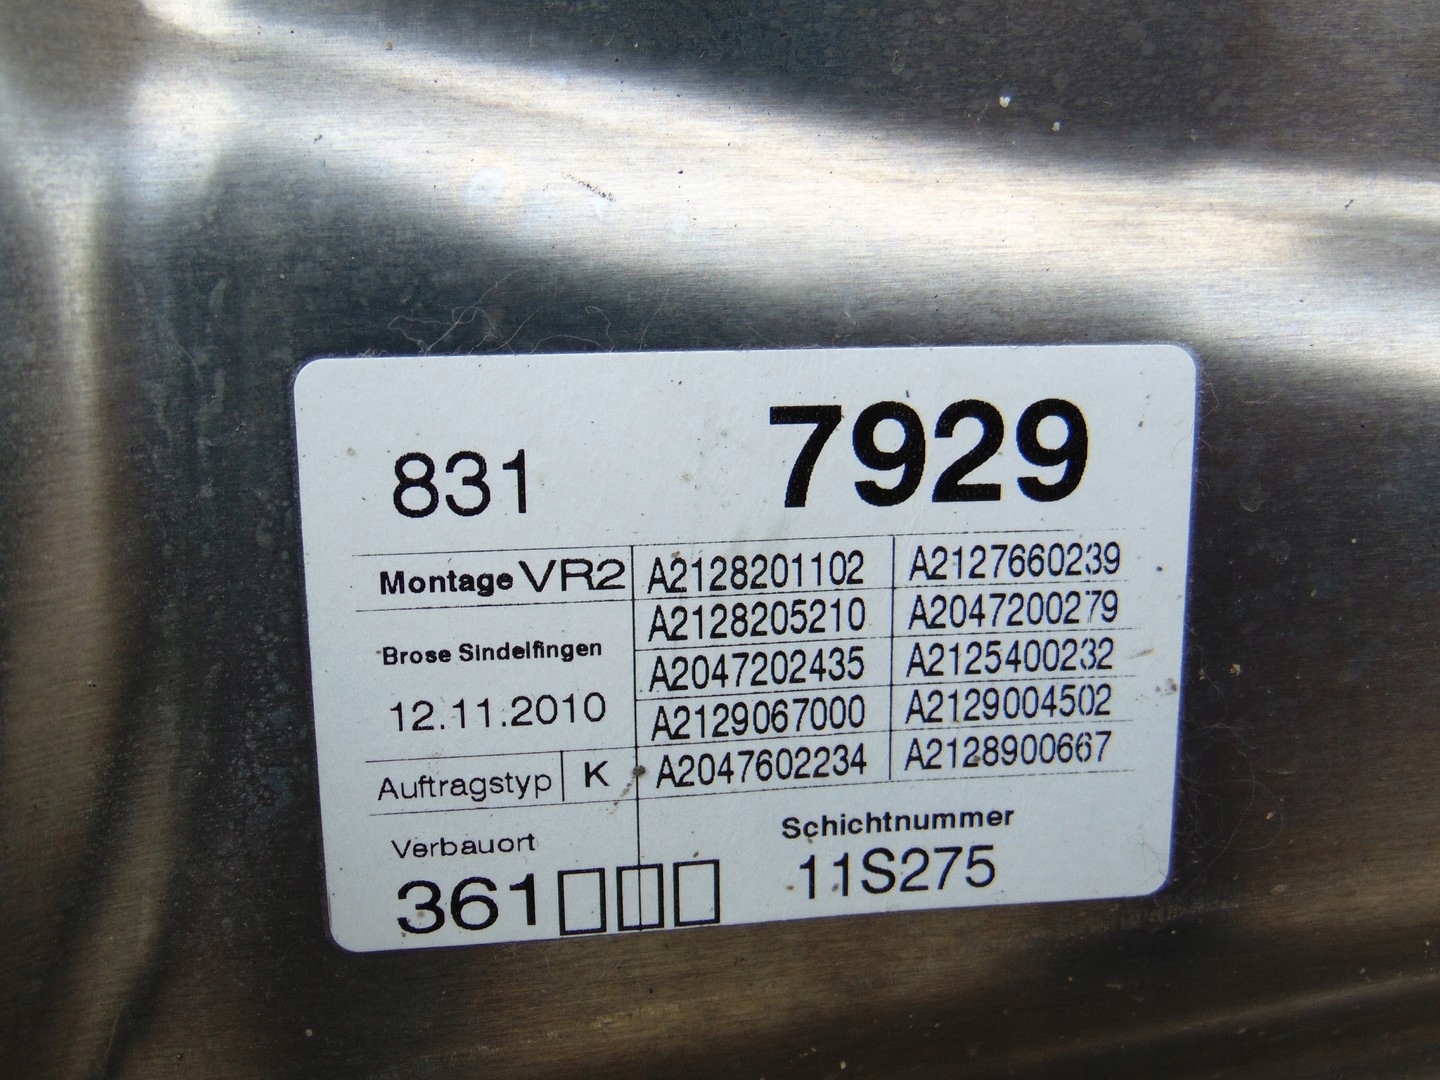 831 7929
Montage VR2 A2128201102 A2127660239
A2128205210 A2047200279
Brose Sindelfingen A2047202435 A2125400232
12.11.2010 A2129067000 A2129004502
Auftragstyp K A2047602234 A2128900667
Verbauort Schichtnummer
361▯▯▯ 11S275